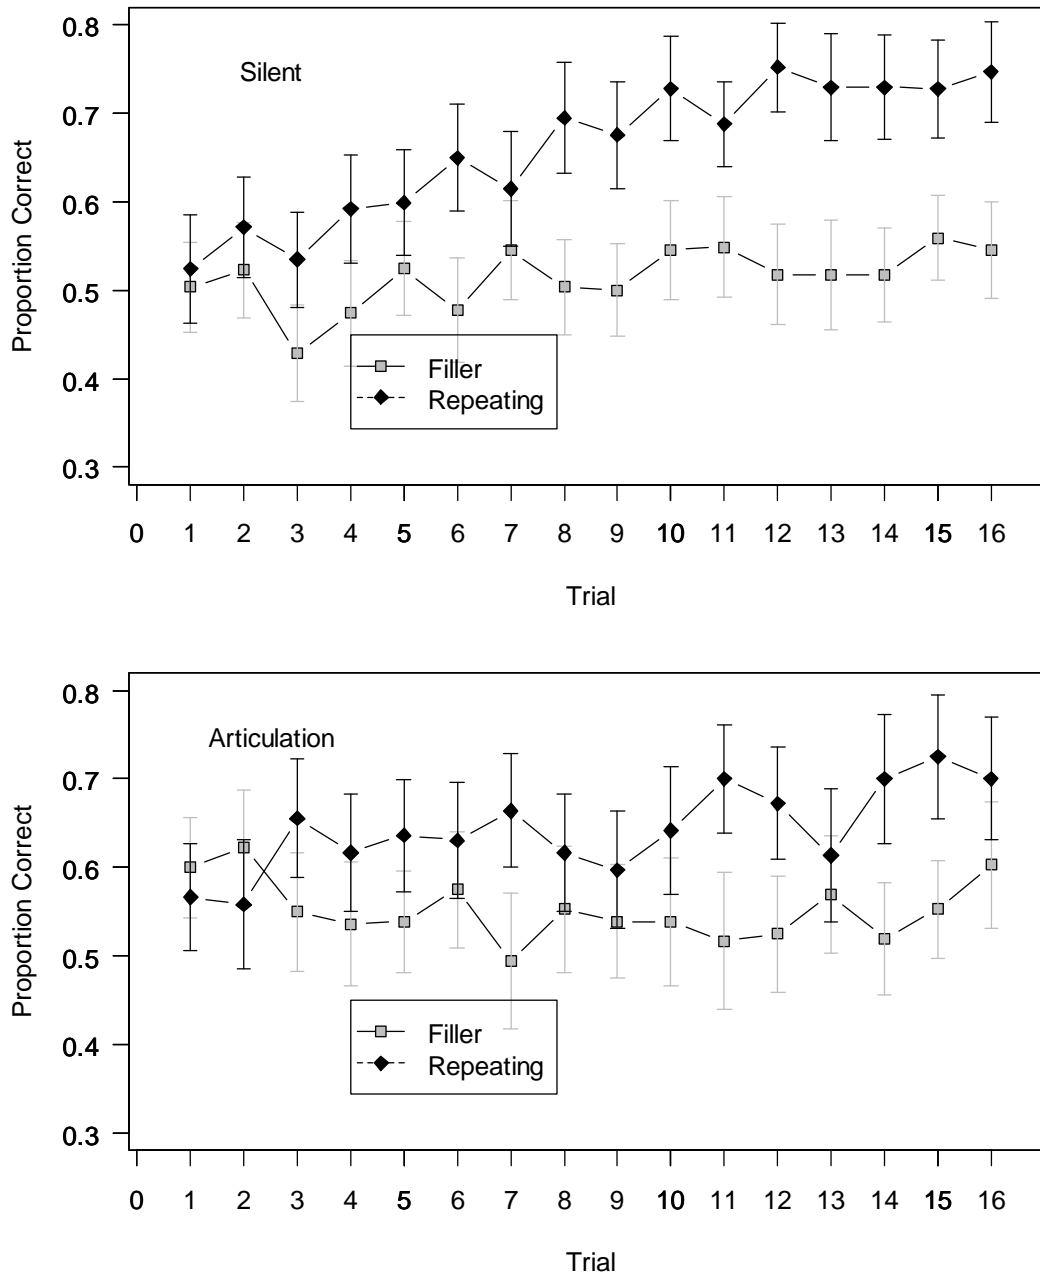 Silent
Proportion Correct
0.8
0.7
0.6
0.5
0.4
0.3
Filler
Repeating
0 1 2 3 4 5 6 7 8 9 10 11 12 13 14 15 16
Trial
Articulation
Proportion Correct
0.8
0.7
0.6
0.5
0.4
0.3
Filler
Repeating
0 1 2 3 4 5 6 7 8 9 10 11 12 13 14 15 16
Trial